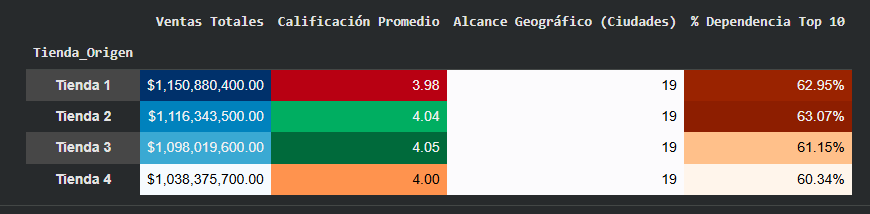 Ventas Totales Calificación Promedio Alcance Geográfico (Ciudades) % Dependencia Top 10
Tienda_Origen
Tienda 1 $1,150,880,400.00 3.98 19 62.95%
Tienda 2 $1,116,343,500.00 4.04 19 63.07%
Tienda 3 $1,098,019,600.00 4.05 19 61.15%
Tienda 4 $1,038,375,700.00 4.00 19 60.34%